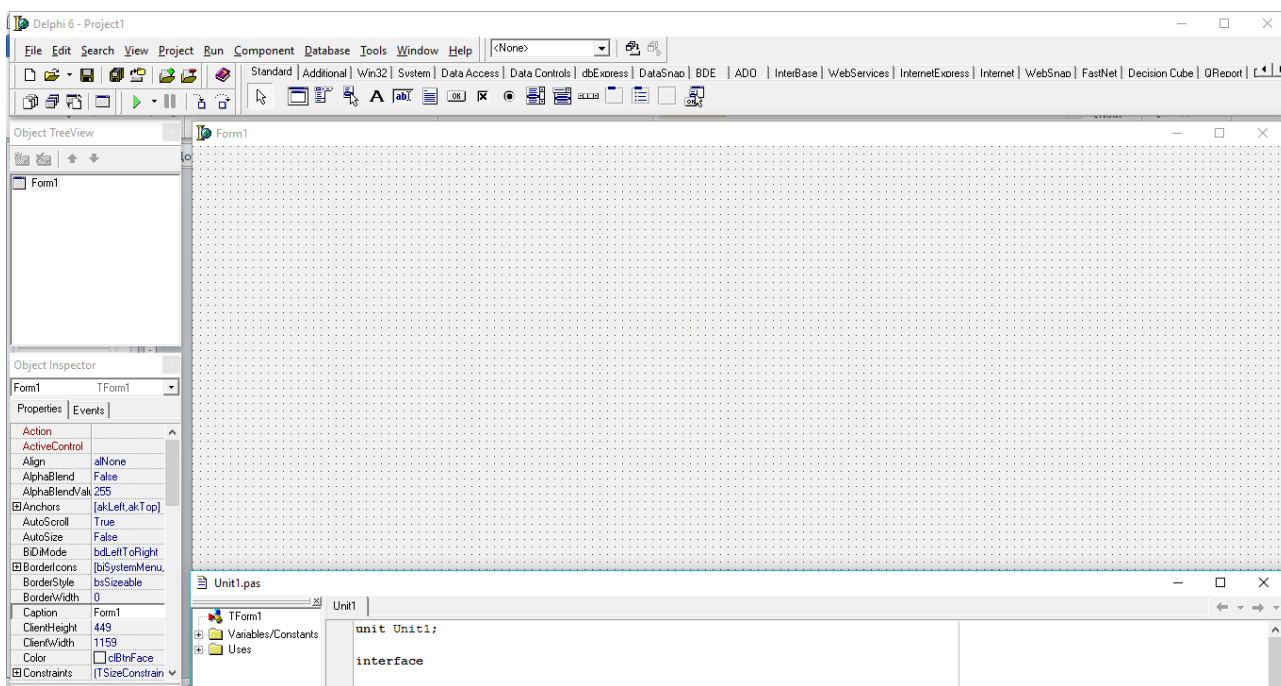 Delphi 6 - Project1
File Edit Search View Project Run Component Database Tools Window Help <None>
Standard Additional Win32 System Data Access Data Controls dbExpress DataSnap BDE ADO InterBase WebServices InternetExpress Internet WebSnap FastNet Decision Cube QReport
Object TreeView
Form1
Form1
Object Inspector
Form1 TForm1
Properties Events
Action
ActiveControl
Align alNone
AlphaBlend False
AlphaBlendVal 255
Anchors [akLeft,akTop]
AutoScroll True
AutoSize False
BiDiMode bdLeftToRight
BorderIcons [biSystemMenu,
BorderStyle bsSizeable
BorderWidth 0
Caption Form1
ClientHeight 449
ClientWidth 1159
Color clBtnFace
Constraints (TSizeConstrain
Unit1.pas
TForm1
Variables/Constants
Uses
Unit1
unit Unit1;
interface